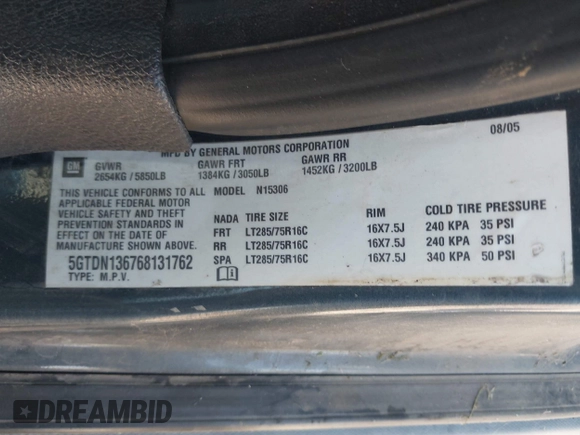 MFD BY GENERAL MOTORS CORPORATION 08/05
GM GVWR GAWR FRT GAWR RR
2654KG / 5850LB 1384KG / 3050LB 1452KG / 3200LB
THIS VEHICLE CONFORMS TO ALL MODEL N15306
APPLICABLE FEDERAL MOTOR
VEHICLE SAFETY AND THEFT
PREVENTION STANDARDS
IN EFFECT ON THE DATE OF
MANUFACTURE SHOWN ABOVE
5GTDN136768131762
TYPE: M.P.V.
NADA TIRE SIZE RIM COLD TIRE PRESSURE
FRT LT285/75R16C 16X7.5J 240 KPA 35 PSI
RR LT285/75R16C 16X7.5J 240 KPA 35 PSI
SPA LT285/75R16C 16X7.5J 340 KPA 50 PSI
DREAMBID